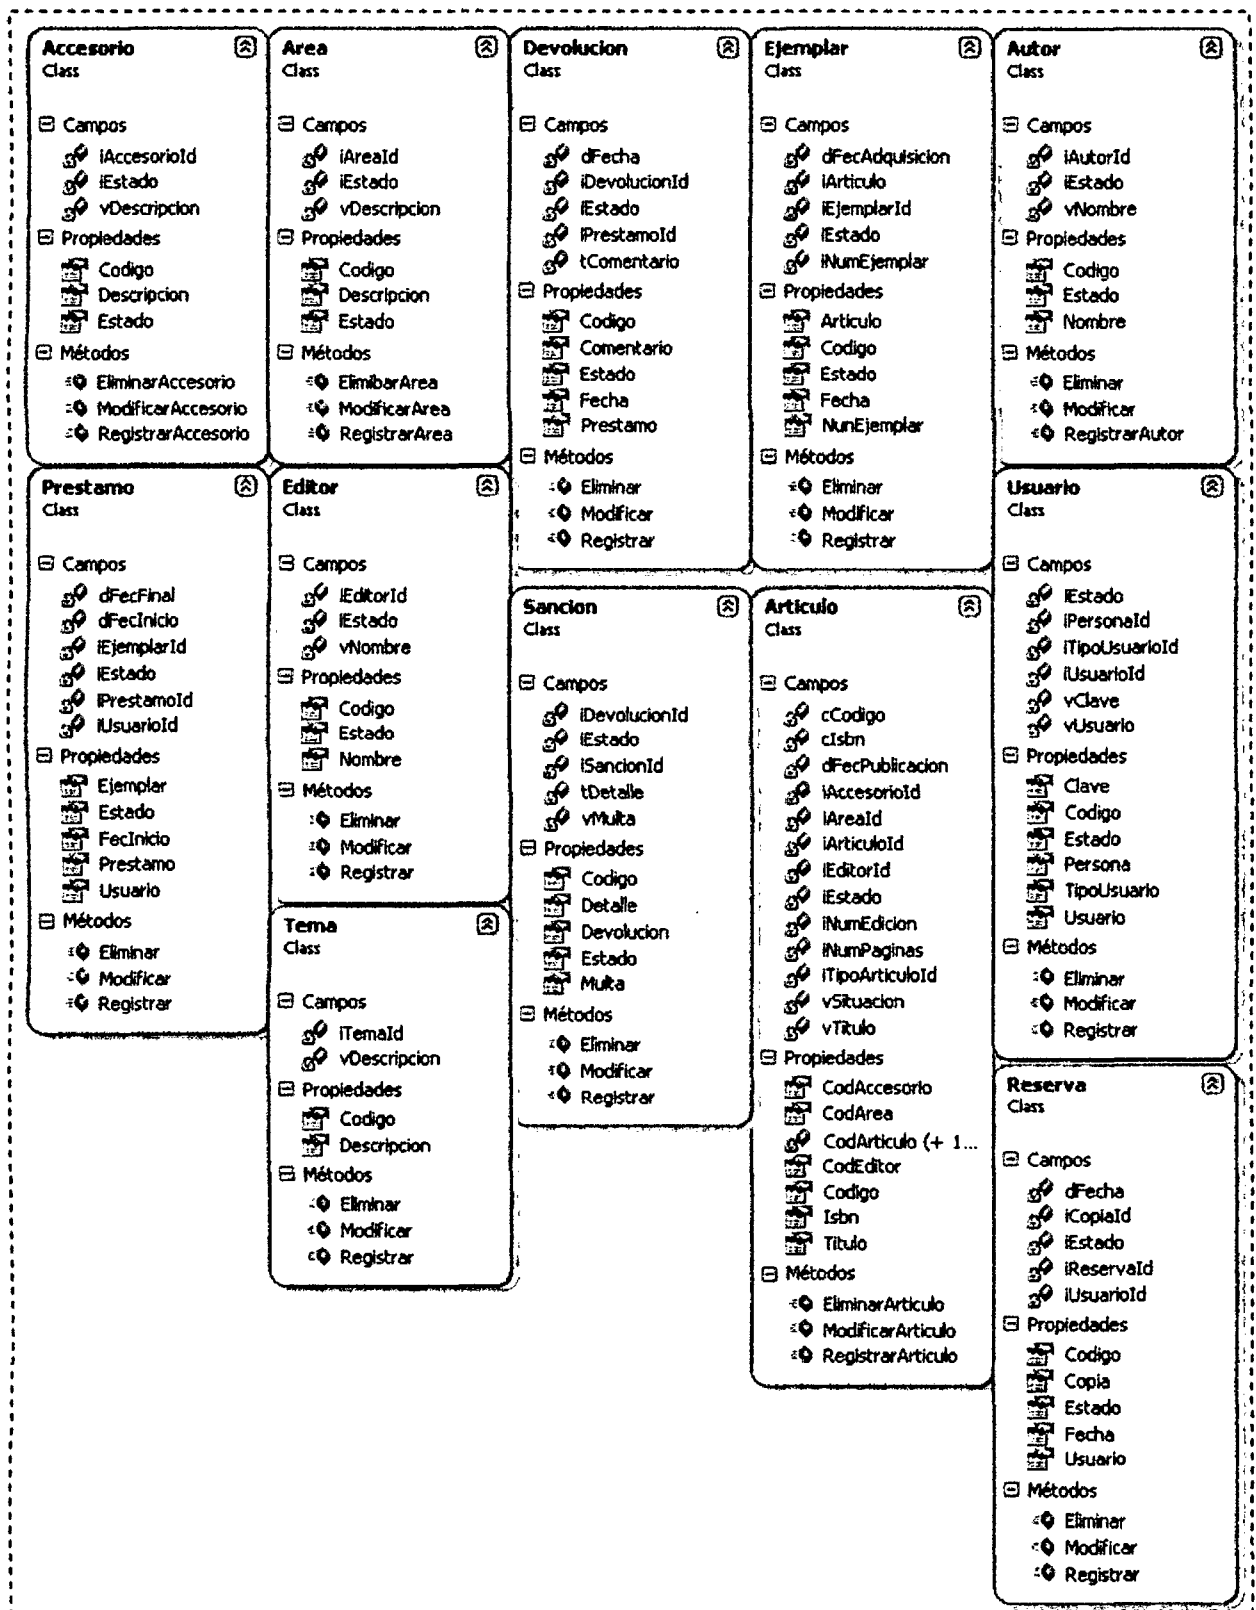 Accesorio
Class
Campos
iAccesorioId
iEstado
vDescripcion
Propiedades
Codigo
Descripcion
Estado
Métodos
EliminarAccesorio
ModificarAccesorio
RegistrarAccesorio
Area
Class
Campos
iAreaId
iEstado
vDescripcion
Propiedades
Codigo
Descripcion
Estado
Métodos
ElimibarArea
ModificarArea
RegistrarArea
Devolucion
Class
Campos
dFecha
iDevolucionId
iEstado
iPrestamoId
tComentario
Propiedades
Codigo
Comentario
Estado
Fecha
Prestamo
Métodos
Eliminar
Modificar
Registrar
Ejemplar
Class
Campos
dFecAdquisicion
iArticulo
iEjemplarId
iEstado
iNumEjemplar
Propiedades
Articulo
Codigo
Estado
Fecha
NunEjemplar
Métodos
Eliminar
Modificar
Registrar
Autor
Class
Campos
iAutorId
iEstado
vNombre
Propiedades
Codigo
Estado
Nombre
Métodos
Eliminar
Modificar
RegistrarAutor
Prestamo
Class
Campos
dFecFinal
dFecInicio
iEjemplarId
iEstado
iPrestamoId
iUsuarioId
Propiedades
Ejemplar
Estado
FecInicio
Prestamo
Usuario
Métodos
Eliminar
Modificar
Registrar
Editor
Class
Campos
iEditorId
iEstado
vNombre
Propiedades
Codigo
Estado
Nombre
Métodos
Eliminar
Modificar
Registrar
Tema
Class
Campos
iTemaId
vDescripcion
Propiedades
Codigo
Descripcion
Métodos
Eliminar
Modificar
Registrar
Sancion
Class
Campos
iDevolucionId
iEstado
iSancionId
tDetalle
vMulta
Propiedades
Codigo
Detalle
Devolucion
Estado
Multa
Métodos
Eliminar
Modificar
Registrar
Articulo
Class
Campos
cCodigo
cIsbn
dFecPublicacion
iAccesorioId
iAreaId
iArticuloId
iEditorId
iEstado
iNumEdicion
iNumPaginas
iTipoArticuloId
vSituacion
vTitulo
Propiedades
CodAccesorio
CodArea
CodArticulo (+ 1...
CodEditor
Codigo
Isbn
Titulo
Métodos
EliminarArticulo
ModificarArticulo
RegistrarArticulo
Usuario
Class
Campos
iEstado
iPersonaId
iTipoUsuarioId
iUsuarioId
vClave
vUsuario
Propiedades
Clave
Codigo
Estado
Persona
TipoUsuario
Usuario
Métodos
Eliminar
Modificar
Registrar
Reserva
Class
Campos
dFecha
iCopiaId
iEstado
iReservaId
iUsuarioId
Propiedades
Codigo
Copia
Estado
Fecha
Usuario
Métodos
Eliminar
Modificar
Registrar